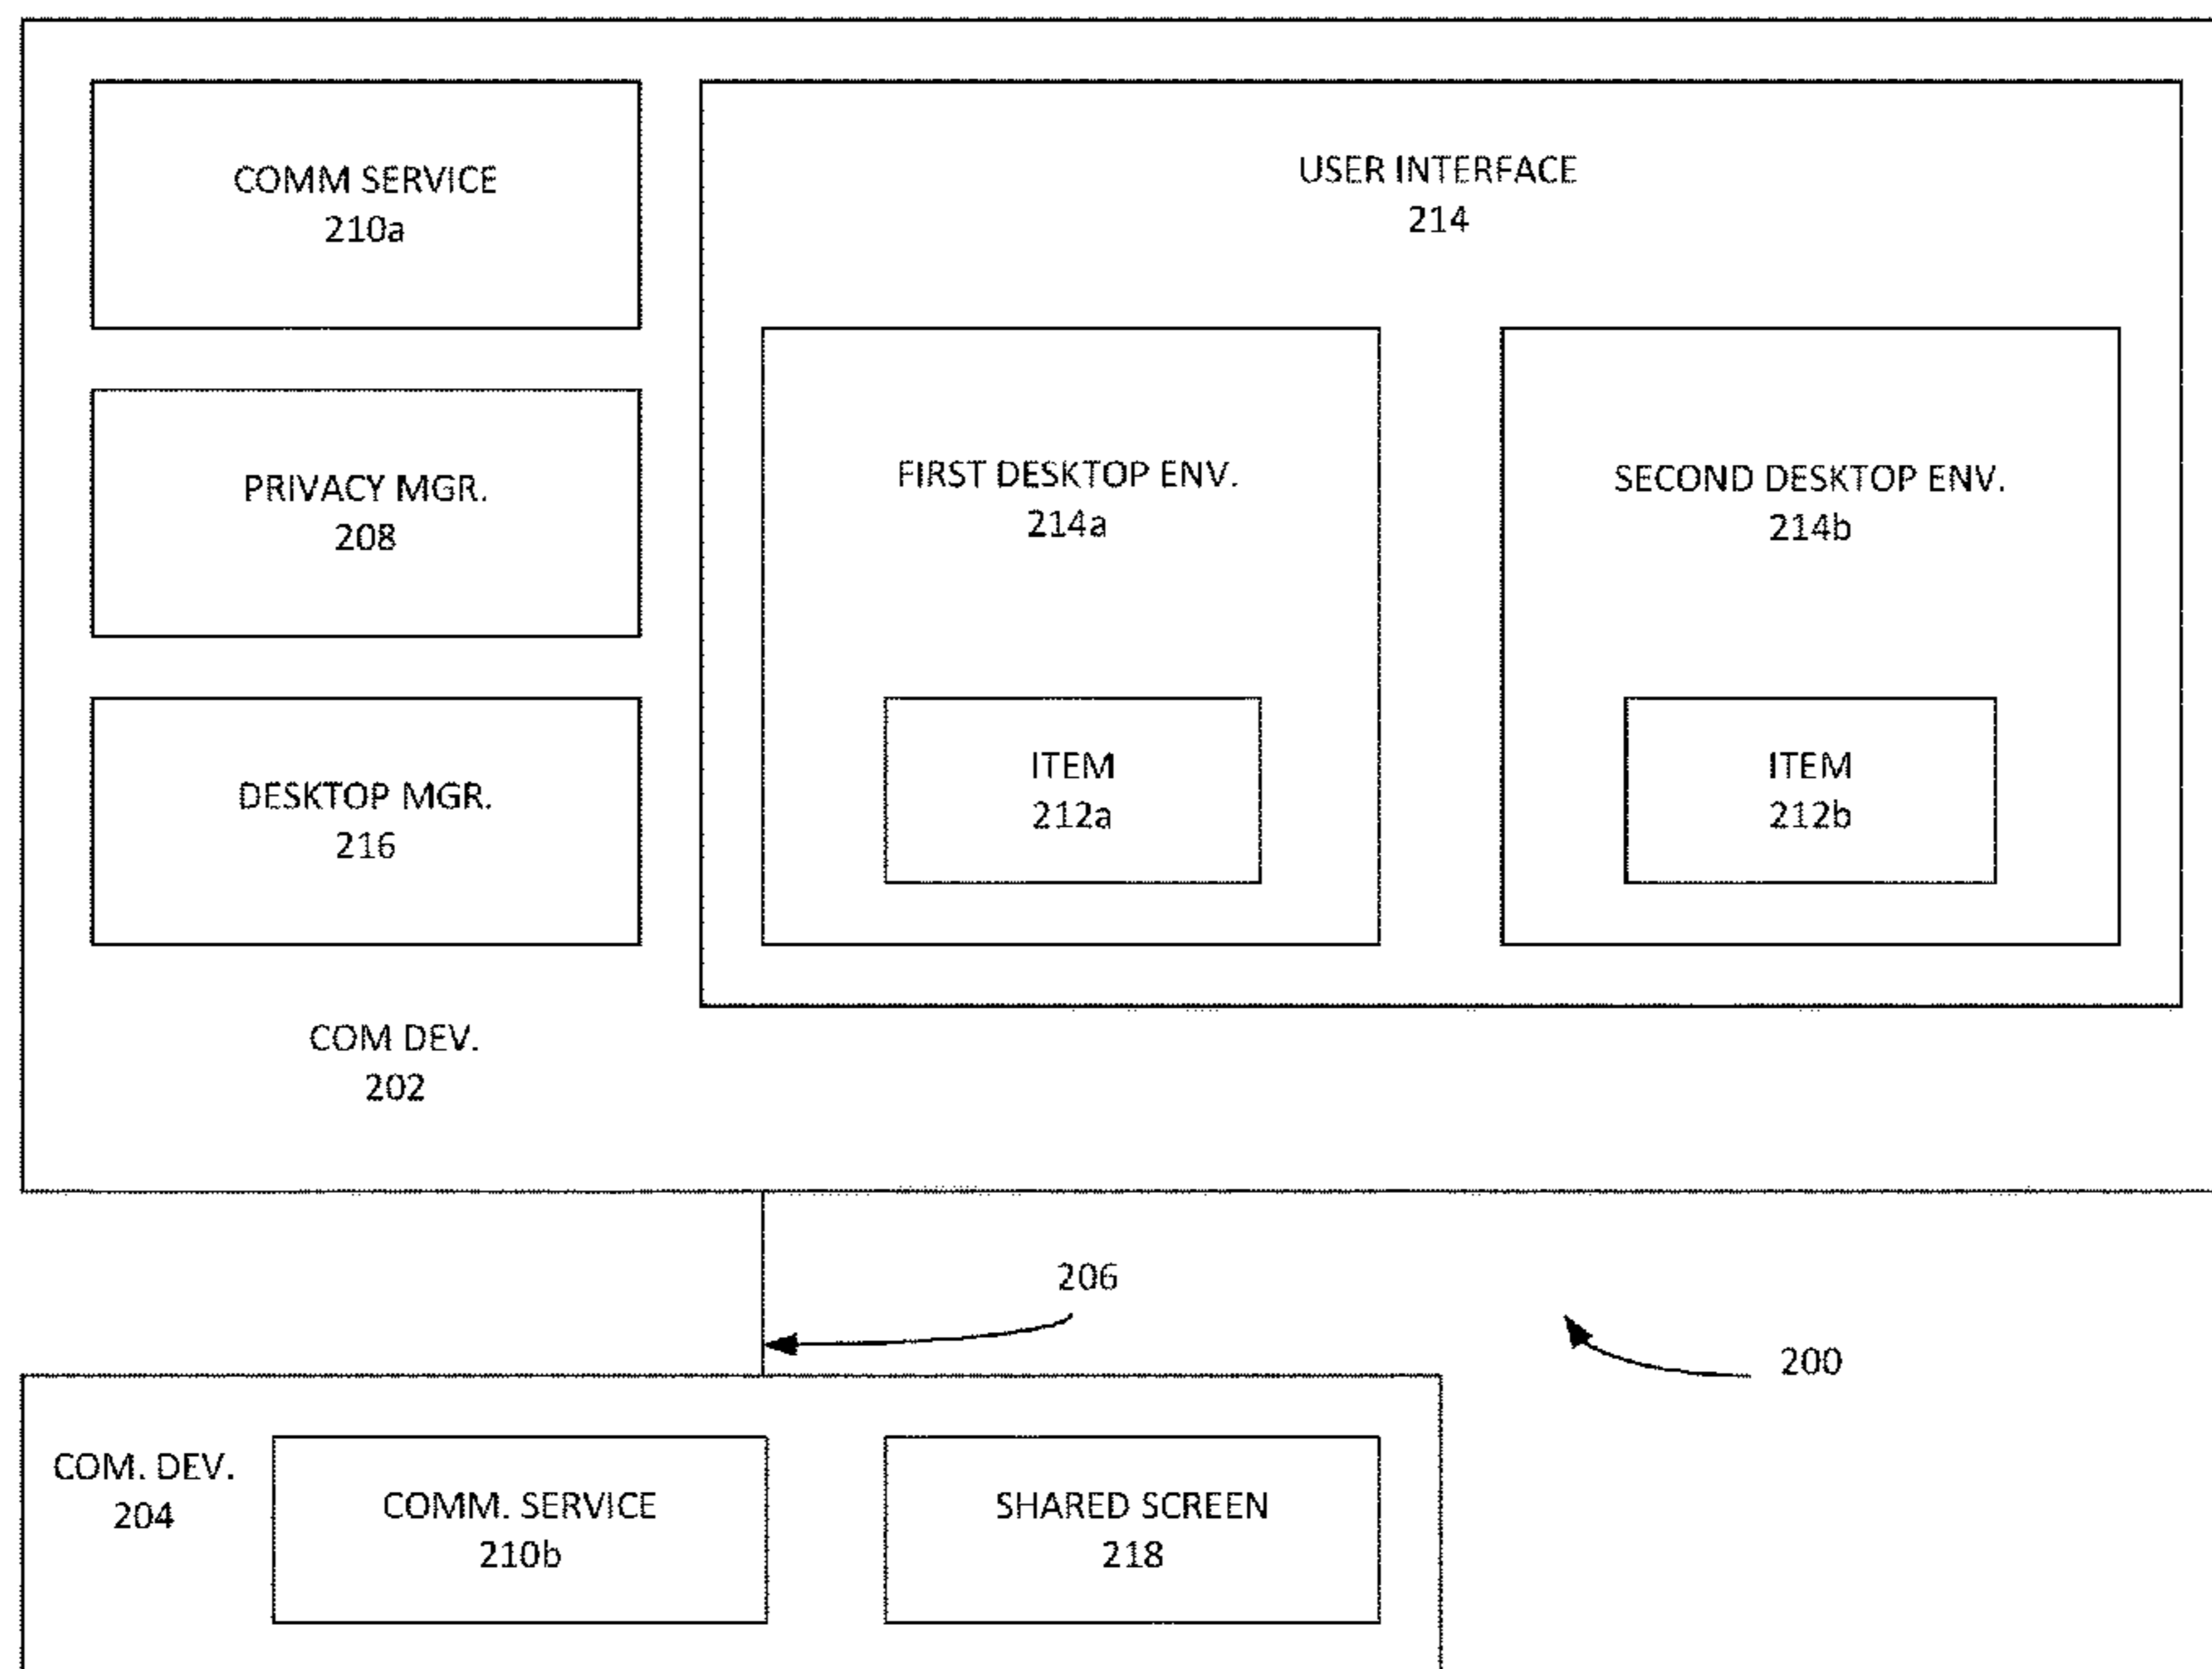 COMM SERVICE
210a
USER INTERFACE
214
PRIVACY MGR.
208
FIRST DESKTOP ENV.
214a
SECOND DESKTOP ENV.
214b
DESKTOP MGR.
216
ITEM
212a
ITEM
212b
COM DEV.
202
206
200
COM. DEV.
204
COMM. SERVICE
210b
SHARED SCREEN
218